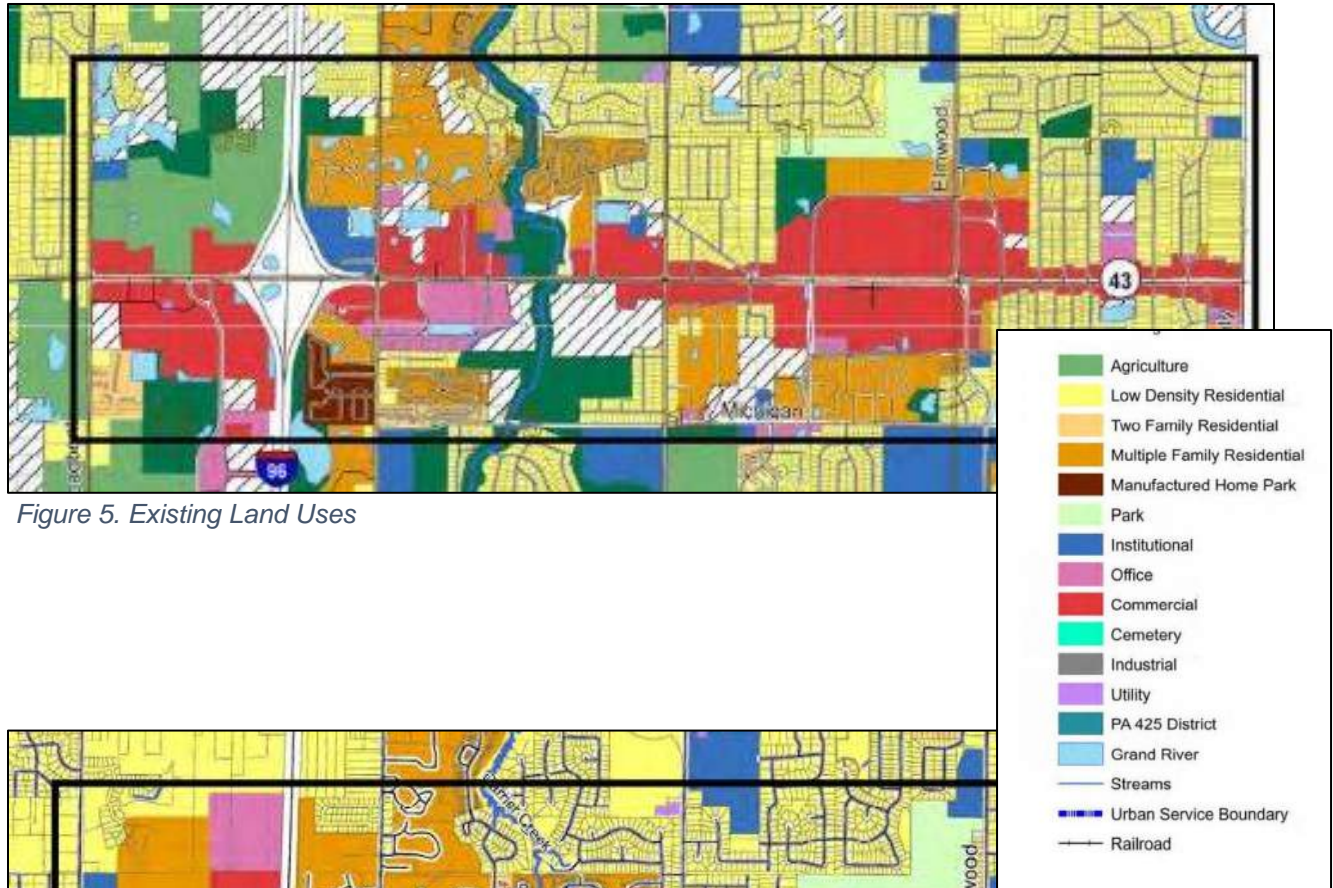 Elmwood
43
Michigan
96
Figure 5. Existing Land Uses
Agriculture
Low Density Residential
Two Family Residential
Multiple Family Residential
Manufactured Home Park
Park
Institutional
Office
Commercial
Cemetery
Industrial
Utility
PA 425 District
Grand River
Streams
Urban Service Boundary
Railroad
Creek
wood